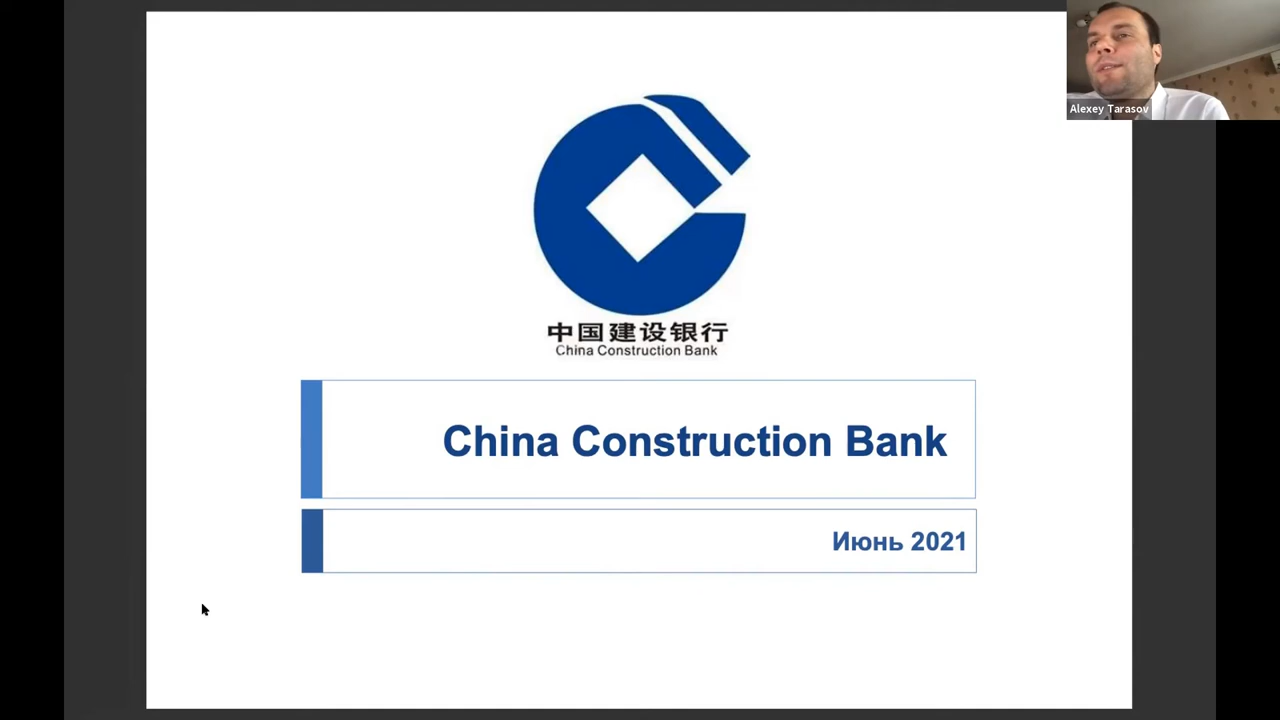 Alexey Tarasov
中国建设银行
China Construction Bank
China Construction Bank
Июнь 2021